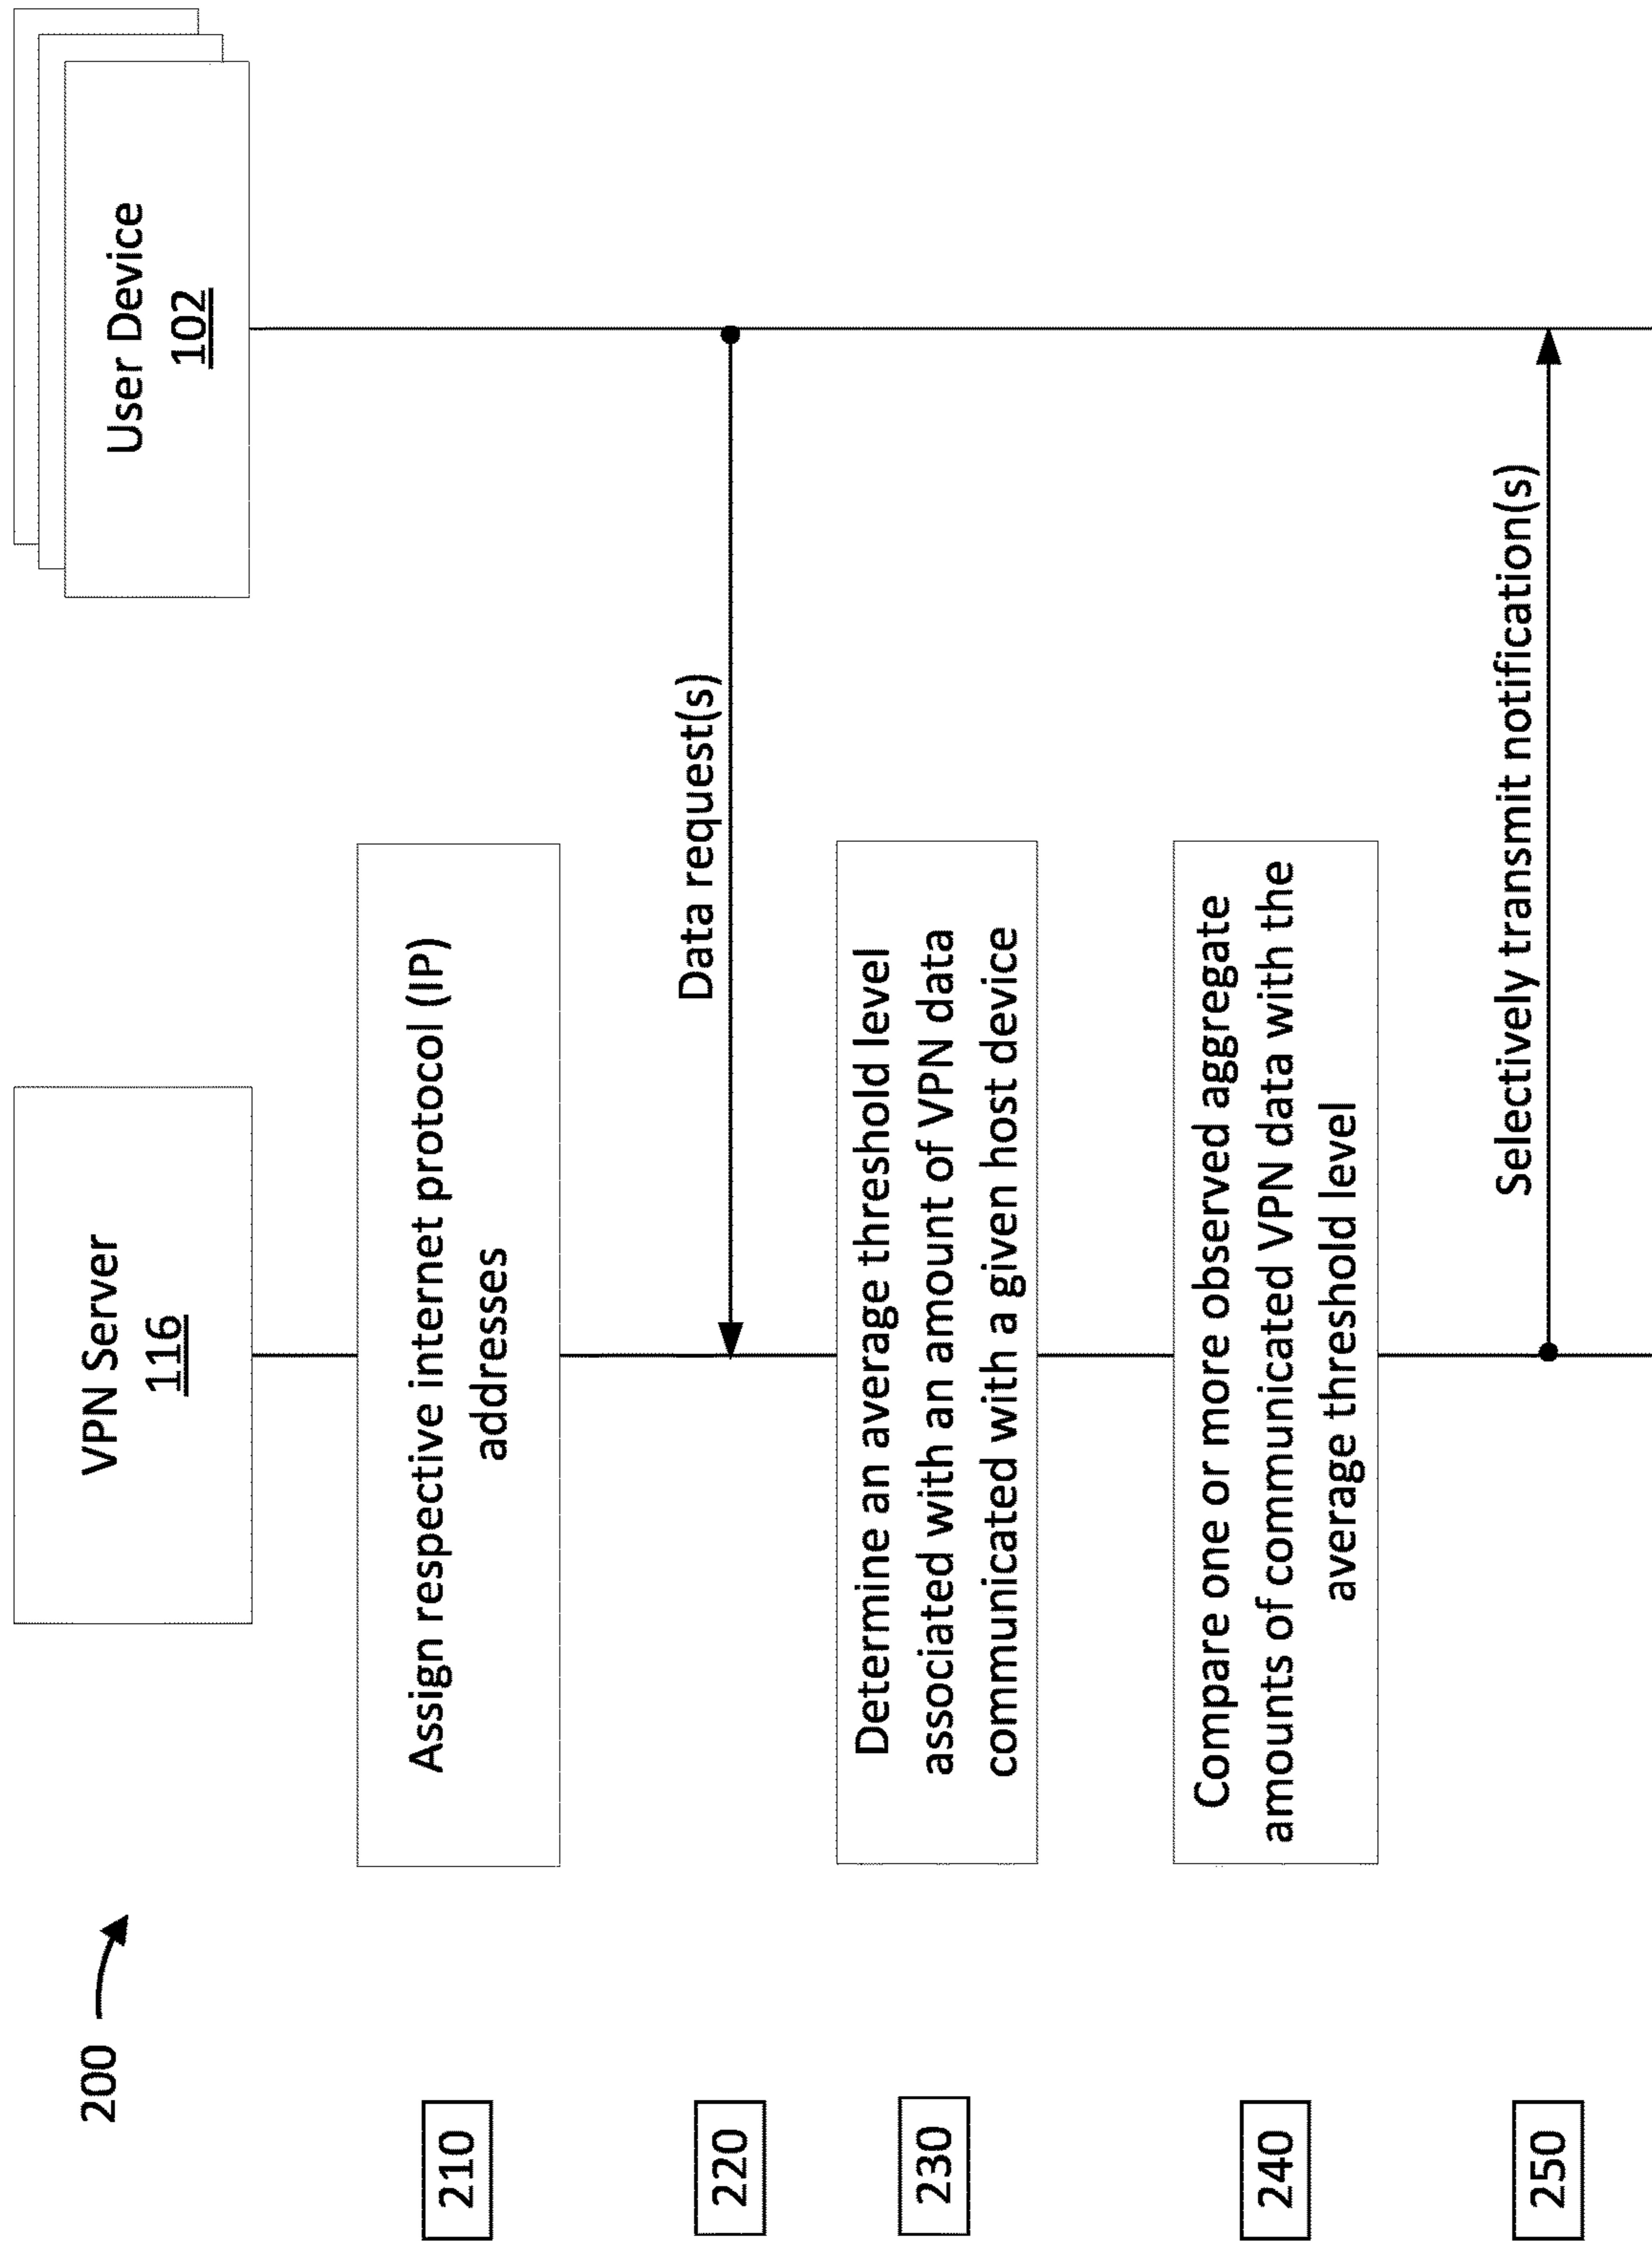 200
VPN Server
116
User Device
102
210
Assign respective internet protocol (IP)
addresses
220
Data request(s)
230
Determine an average threshold level
associated with an amount of VPN data
communicated with a given host device
240
Compare one or more observed aggregate
amounts of communicated VPN data with the
average threshold level
250
Selectively transmit notification(s)